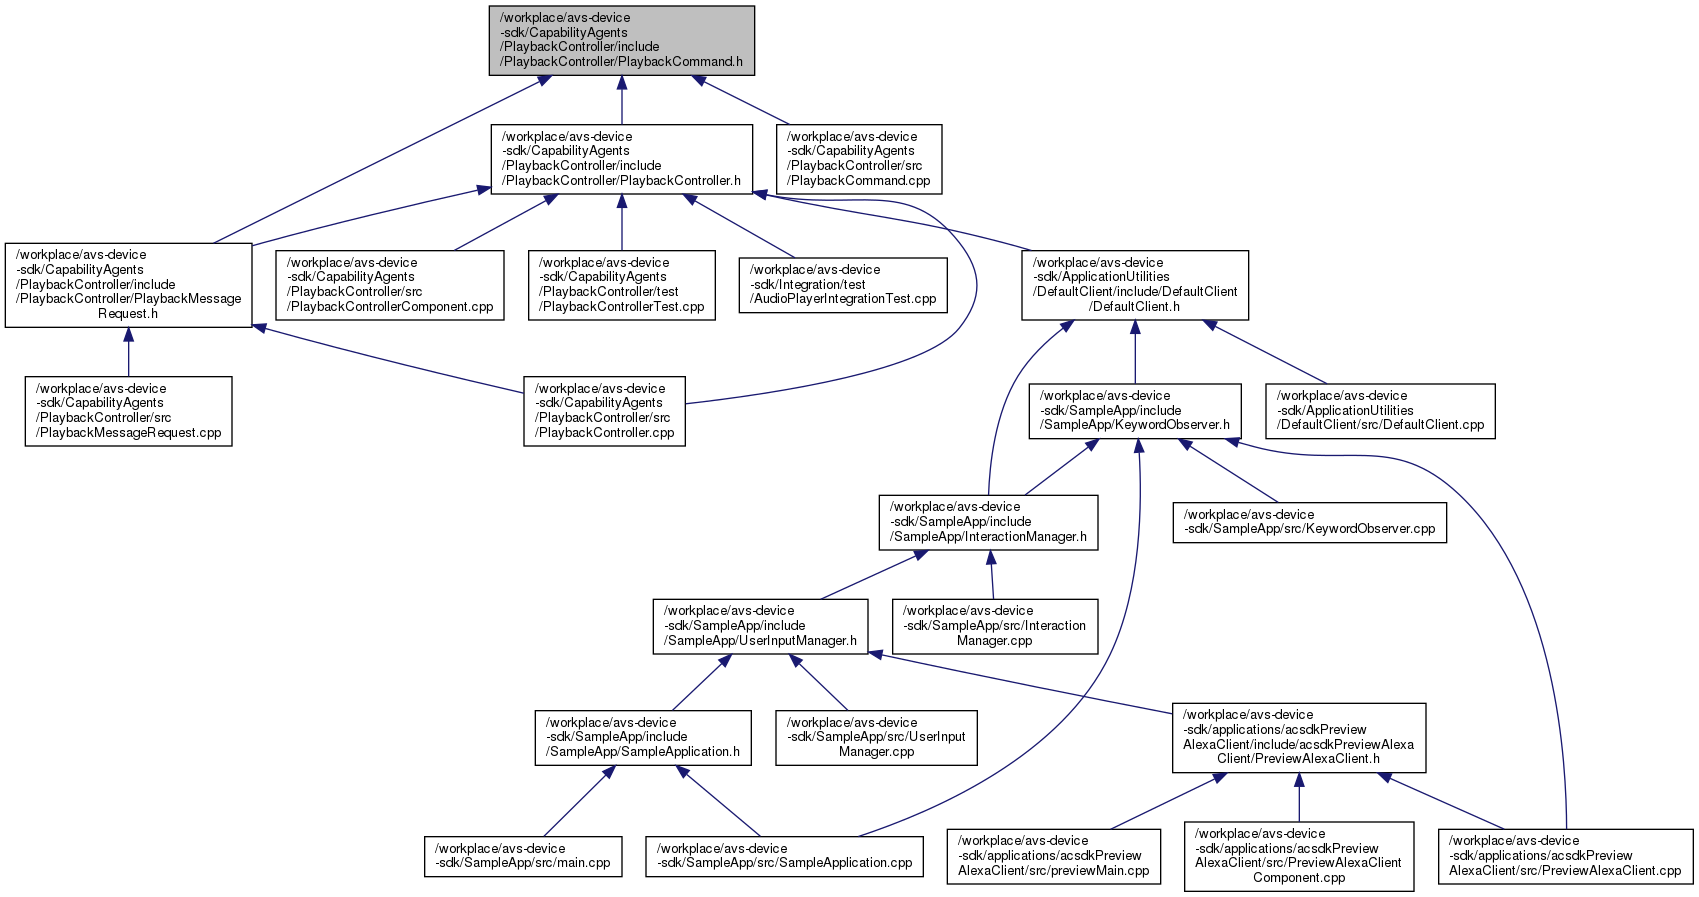 /workplace/avs-device
-sdk/CapabilityAgents
/PlaybackController/include
/PlaybackController/PlaybackCommand.h
/workplace/avs-device
-sdk/CapabilityAgents
/PlaybackController/include
/PlaybackController/PlaybackController.h
/workplace/avs-device
-sdk/CapabilityAgents
/PlaybackController/src
/PlaybackCommand.cpp
/workplace/avs-device
-sdk/CapabilityAgents
/PlaybackController/include
/PlaybackController/PlaybackMessage
Request.h
/workplace/avs-device
-sdk/CapabilityAgents
/PlaybackController/src
/PlaybackControllerComponent.cpp
/workplace/avs-device
-sdk/CapabilityAgents
/PlaybackController/test
/PlaybackControllerTest.cpp
/workplace/avs-device
-sdk/Integration/test
/AudioPlayerIntegrationTest.cpp
/workplace/avs-device
-sdk/ApplicationUtilities
/DefaultClient/include/DefaultClient
/DefaultClient.h
/workplace/avs-device
-sdk/CapabilityAgents
/PlaybackController/src
/PlaybackMessageRequest.cpp
/workplace/avs-device
-sdk/CapabilityAgents
/PlaybackController/src
/PlaybackController.cpp
/workplace/avs-device
-sdk/SampleApp/include
/SampleApp/KeywordObserver.h
/workplace/avs-device
-sdk/ApplicationUtilities
/DefaultClient/src/DefaultClient.cpp
/workplace/avs-device
-sdk/SampleApp/include
/SampleApp/InteractionManager.h
/workplace/avs-device
-sdk/SampleApp/src/KeywordObserver.cpp
/workplace/avs-device
-sdk/SampleApp/include
/SampleApp/UserInputManager.h
/workplace/avs-device
-sdk/SampleApp/src/Interaction
Manager.cpp
/workplace/avs-device
-sdk/SampleApp/include
/SampleApp/SampleApplication.h
/workplace/avs-device
-sdk/SampleApp/src/UserInput
Manager.cpp
/workplace/avs-device
-sdk/applications/acsdkPreview
AlexaClient/include/acsdkPreviewAlexa
Client/PreviewAlexaClient.h
/workplace/avs-device
-sdk/SampleApp/src/main.cpp
/workplace/avs-device
-sdk/SampleApp/src/SampleApplication.cpp
/workplace/avs-device
-sdk/applications/acsdkPreview
AlexaClient/src/previewMain.cpp
/workplace/avs-device
-sdk/applications/acsdkPreview
AlexaClient/src/PreviewAlexaClient
Component.cpp
/workplace/avs-device
-sdk/applications/acsdkPreview
AlexaClient/src/PreviewAlexaClient.cpp